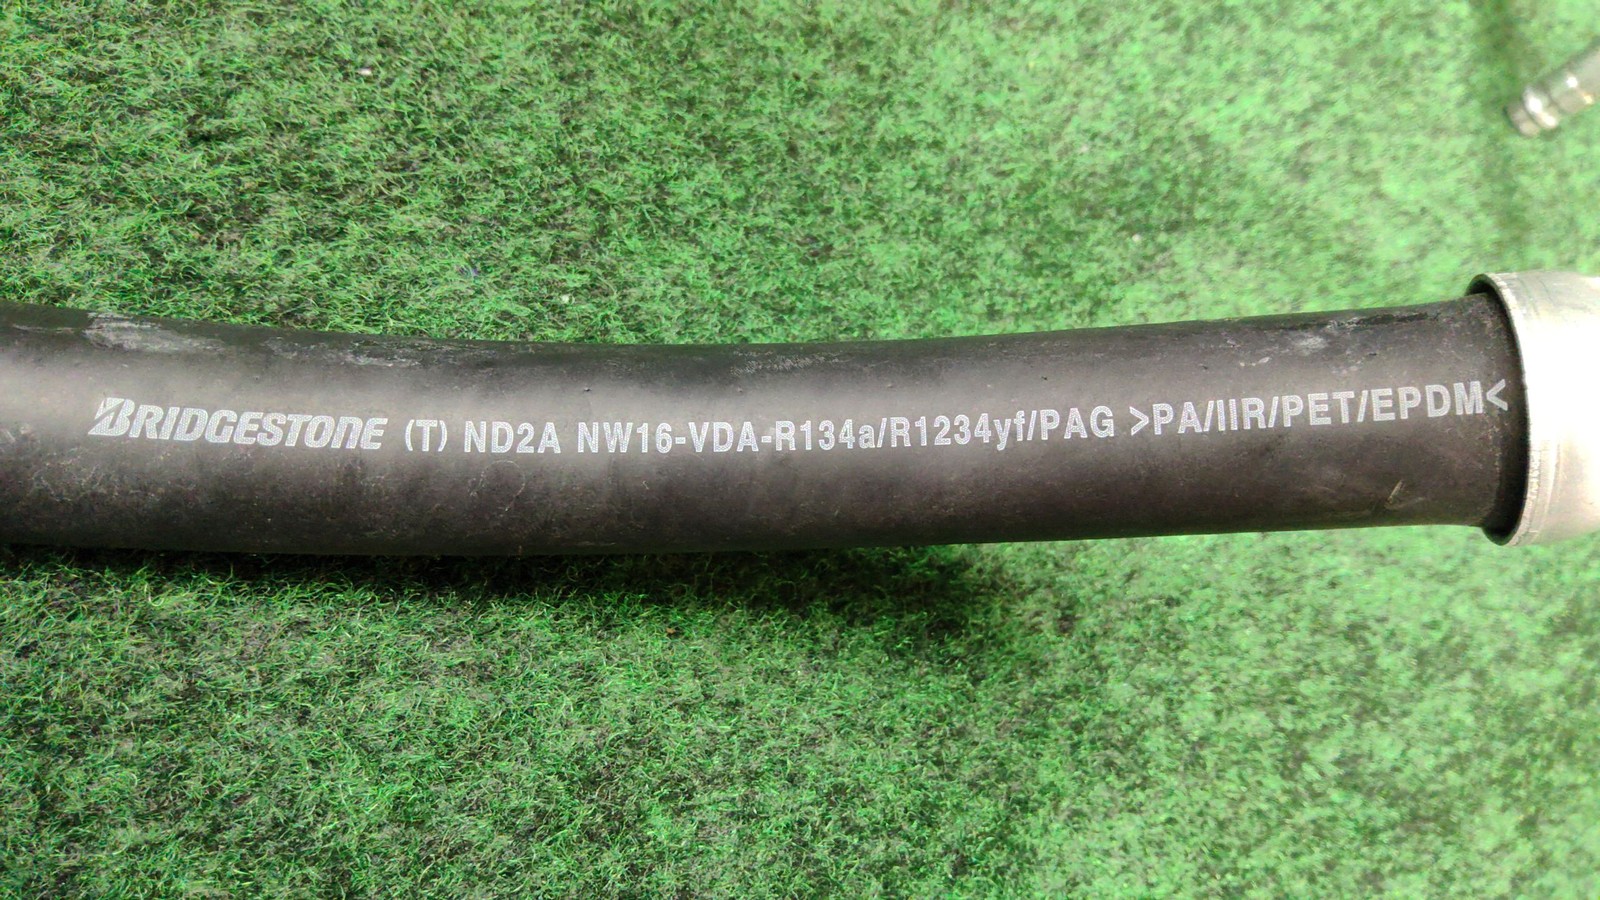 BRIDGESTONE (T) ND2A NW16-VDA-R134a/R1234yf/PAG >PA/IIR/PET/EPDM<